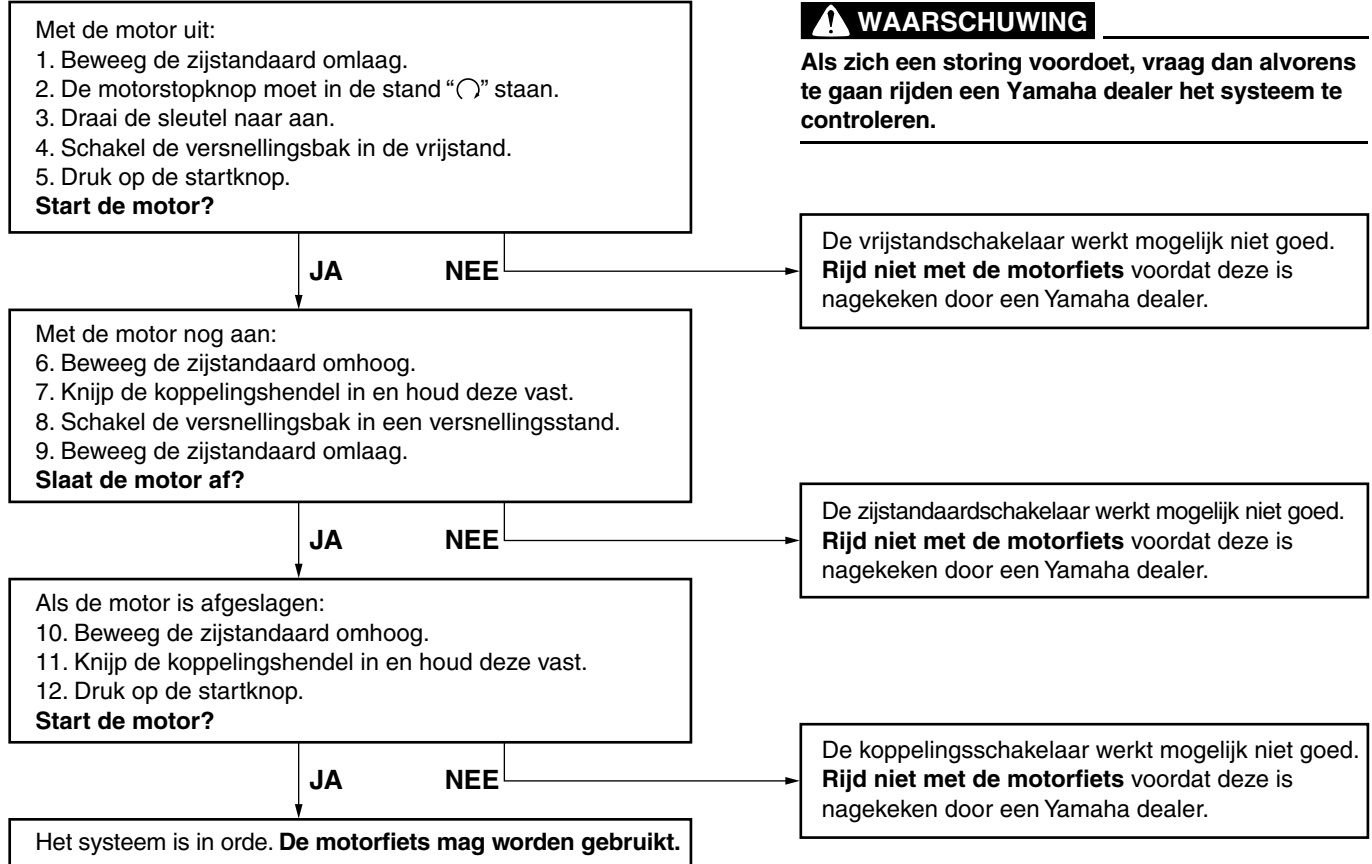 Met de motor uit:
1. Beweeg de zijstandaard omlaag.
2. De motorstopknop moet in de stand “○” staan.
3. Draai de sleutel naar aan.
4. Schakel de versnellingsbak in de vrijstand.
5. Druk op de startknop.
Start de motor?
WAARSCHUWING
Als zich een storing voordoet, vraag dan alvorens
te gaan rijden een Yamaha dealer het systeem te
controleren.
JA NEE
De vrijstandschakelaar werkt mogelijk niet goed.
Rijd niet met de motorfiets voordat deze is
nagekeken door een Yamaha dealer.
Met de motor nog aan:
6. Beweeg de zijstandaard omhoog.
7. Knijp de koppelingshendel in en houd deze vast.
8. Schakel de versnellingsbak in een versnellingsstand.
9. Beweeg de zijstandaard omlaag.
Slaat de motor af?
JA NEE
De zijstandaardschakelaar werkt mogelijk niet goed.
Rijd niet met de motorfiets voordat deze is
nagekeken door een Yamaha dealer.
Als de motor is afgeslagen:
10. Beweeg de zijstandaard omhoog.
11. Knijp de koppelingshendel in en houd deze vast.
12. Druk op de startknop.
Start de motor?
JA NEE
De koppelingsschakelaar werkt mogelijk niet goed.
Rijd niet met de motorfiets voordat deze is
nagekeken door een Yamaha dealer.
Het systeem is in orde. De motorfiets mag worden gebruikt.